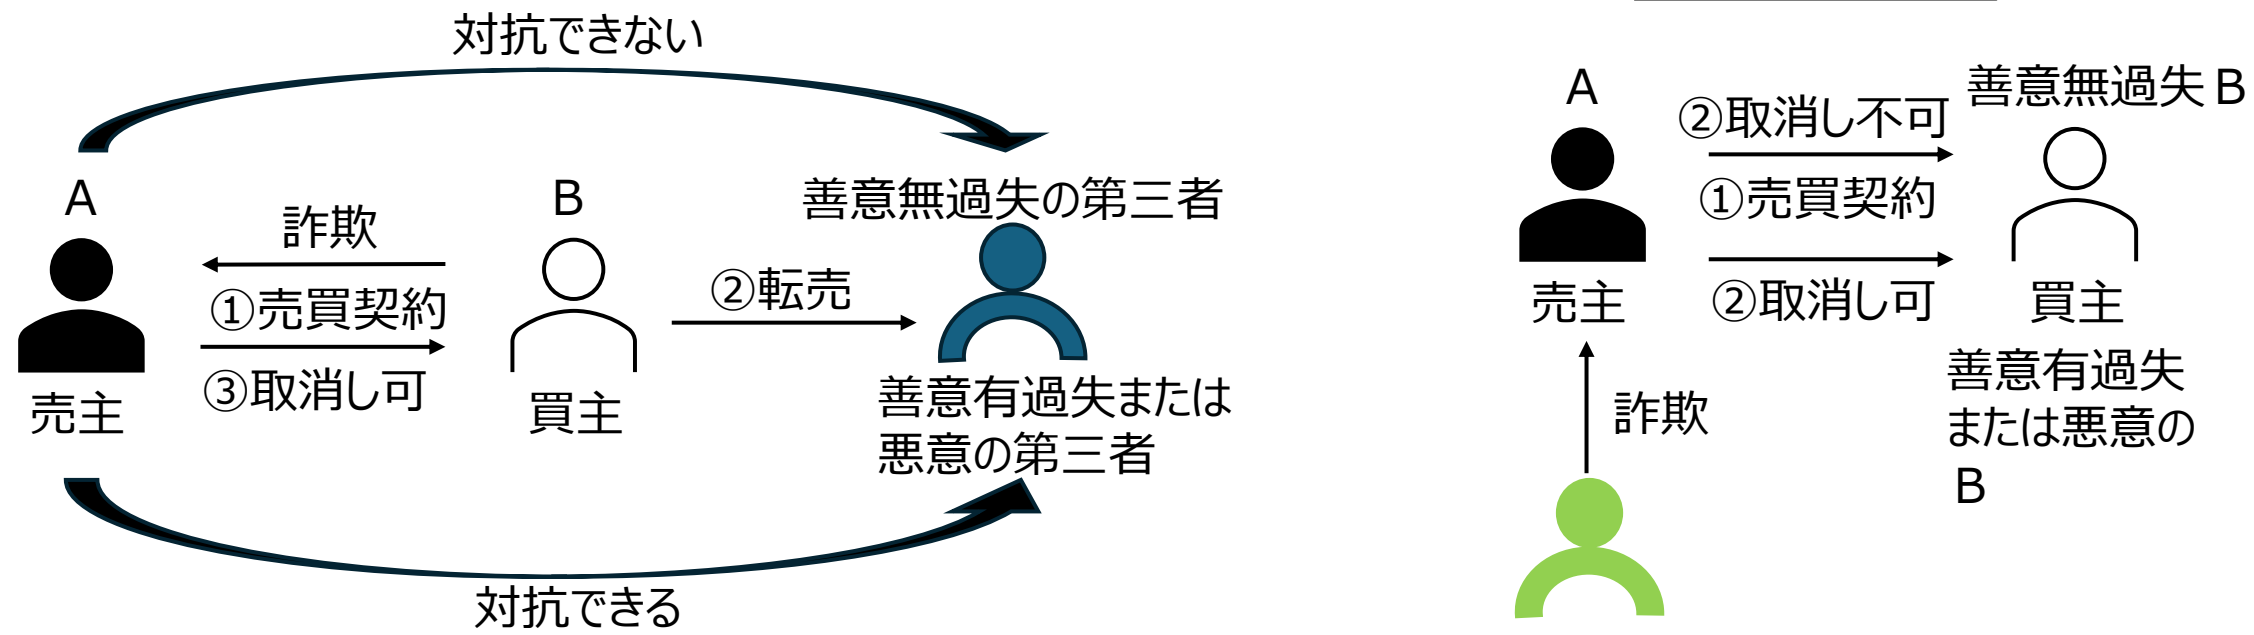 対抗できない
A
B
善意無過失の第三者
詐欺
①売買契約
②転売
③取消し可
売主
買主
善意有過失または
悪意の第三者
対抗できる
A
善意無過失B
②取消し不可
①売買契約
②取消し可
売主
買主
善意有過失
または悪意の
B
詐欺